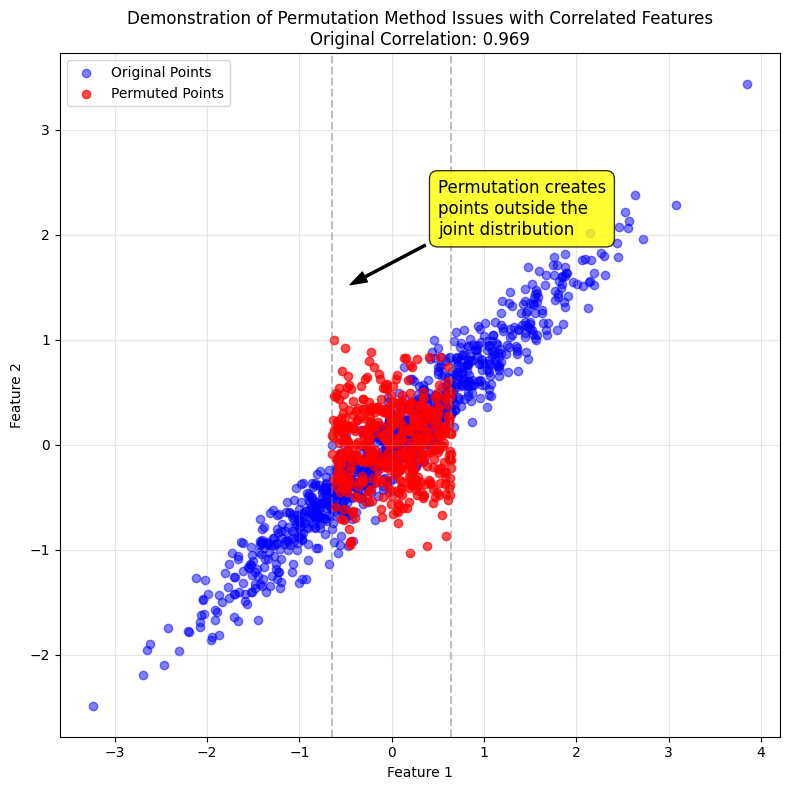 Demonstration of Permutation Method Issues with Correlated Features
Original Correlation: 0.969
Original Points
Permuted Points
Permutation creates
points outside the
joint distribution
Feature 2
3
2
1
0
−1
−2
−3
−2
−1
0
1
2
3
4
Feature 1